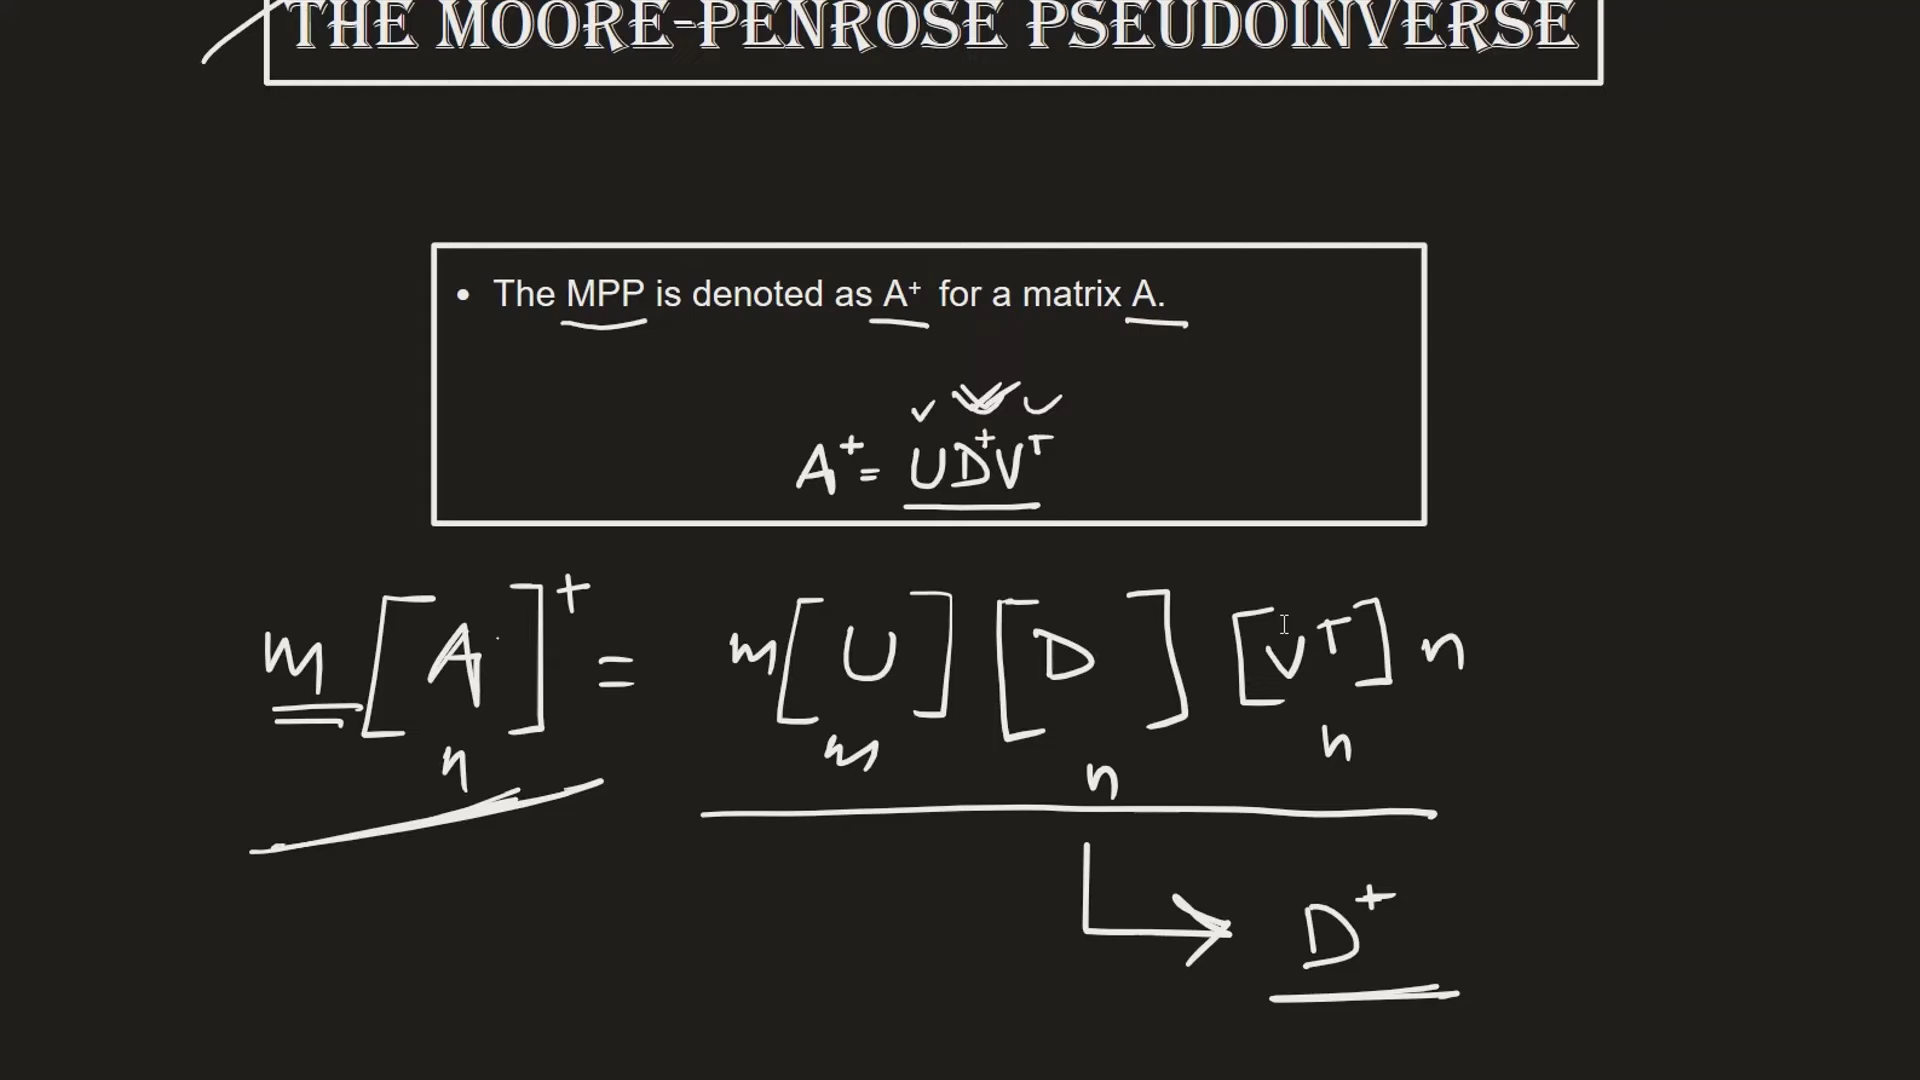 THE MOORE-PENROSE PSEUDOINVERSE
• The MPP is denoted as A⁺ for a matrix A.
A⁺ = UD⁺Vᵀ
m [A]⁺ = m [U] [D] [Vᵀ] n
n m n n
D⁺